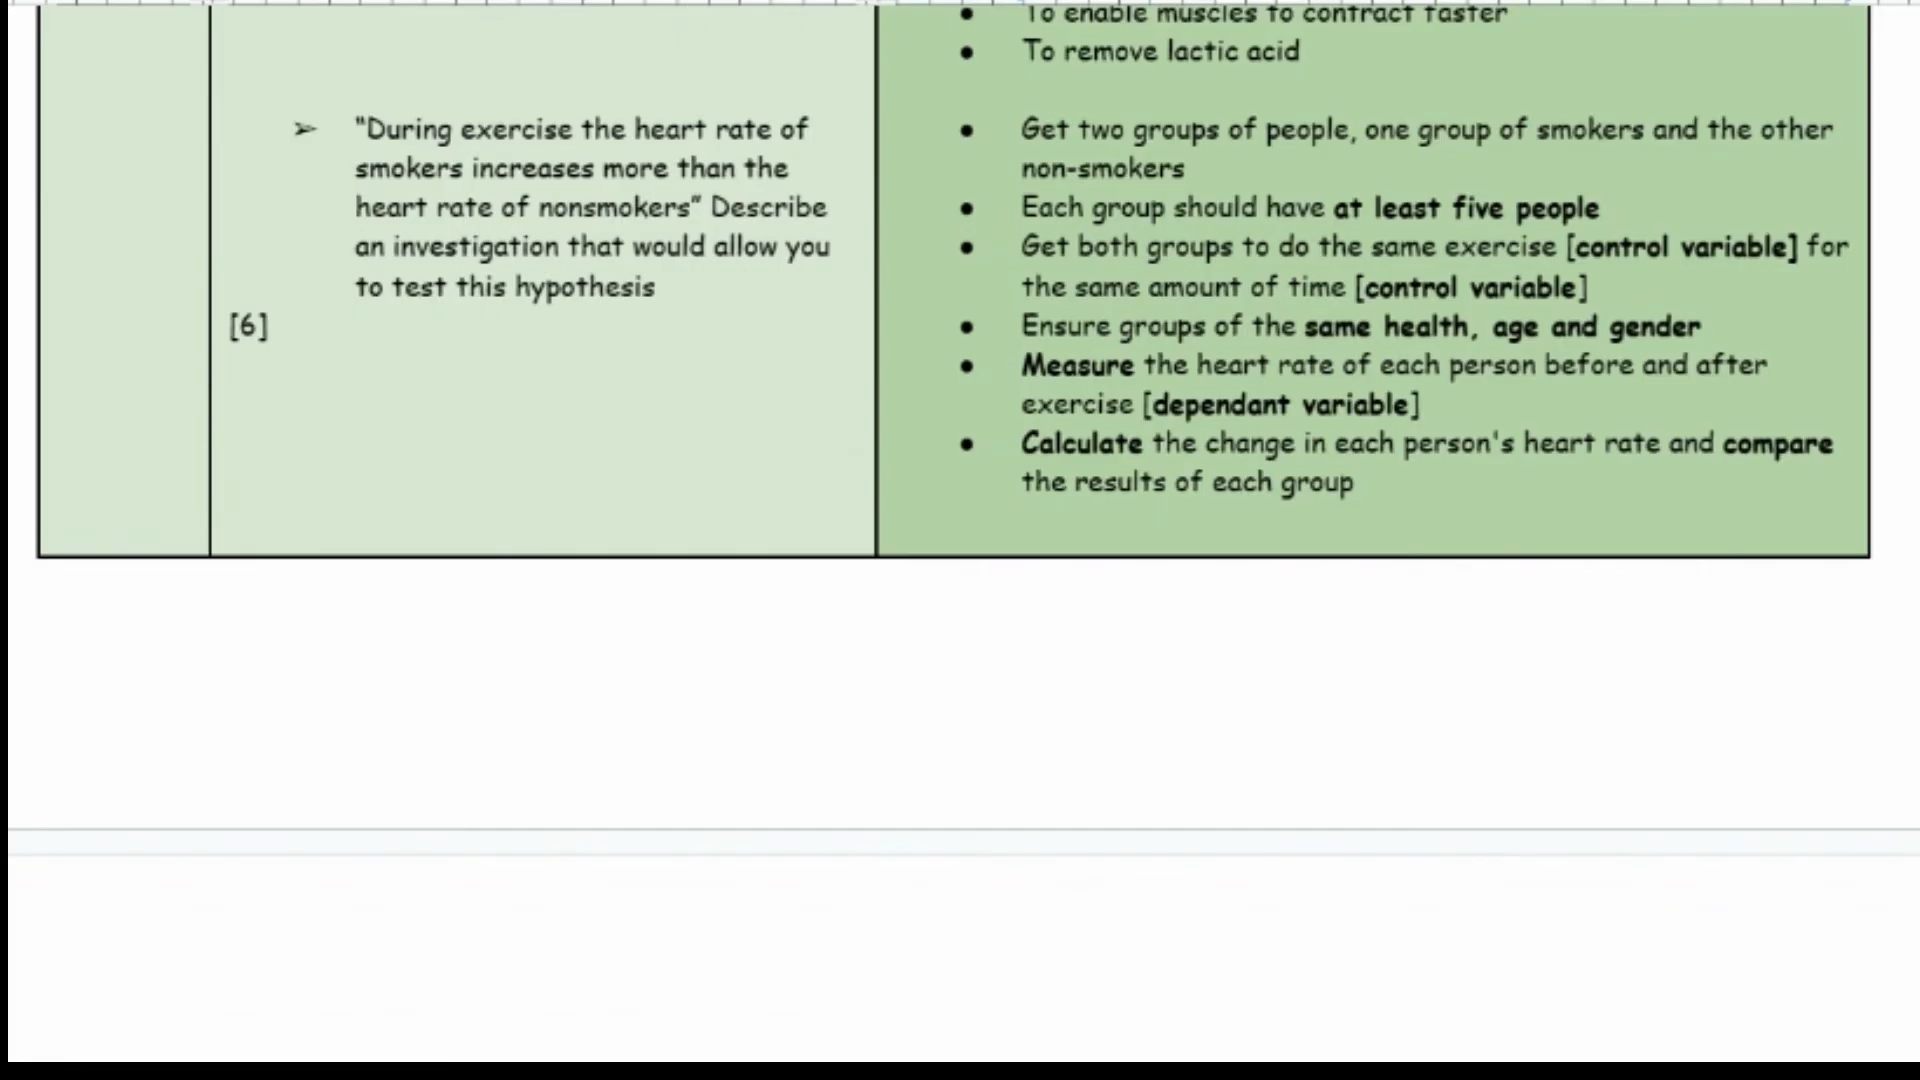 To enable muscles to contract faster
● To remove lactic acid
➢ "During exercise the heart rate of
smokers increases more than the
heart rate of nonsmokers” Describe
an investigation that would allow you
to test this hypothesis
[6]
● Get two groups of people, one group of smokers and the other
non-smokers
● Each group should have at least five people
● Get both groups to do the same exercise [control variable] for
the same amount of time [control variable]
● Ensure groups of the same health, age and gender
● Measure the heart rate of each person before and after
exercise [dependant variable]
● Calculate the change in each person's heart rate and compare
the results of each group